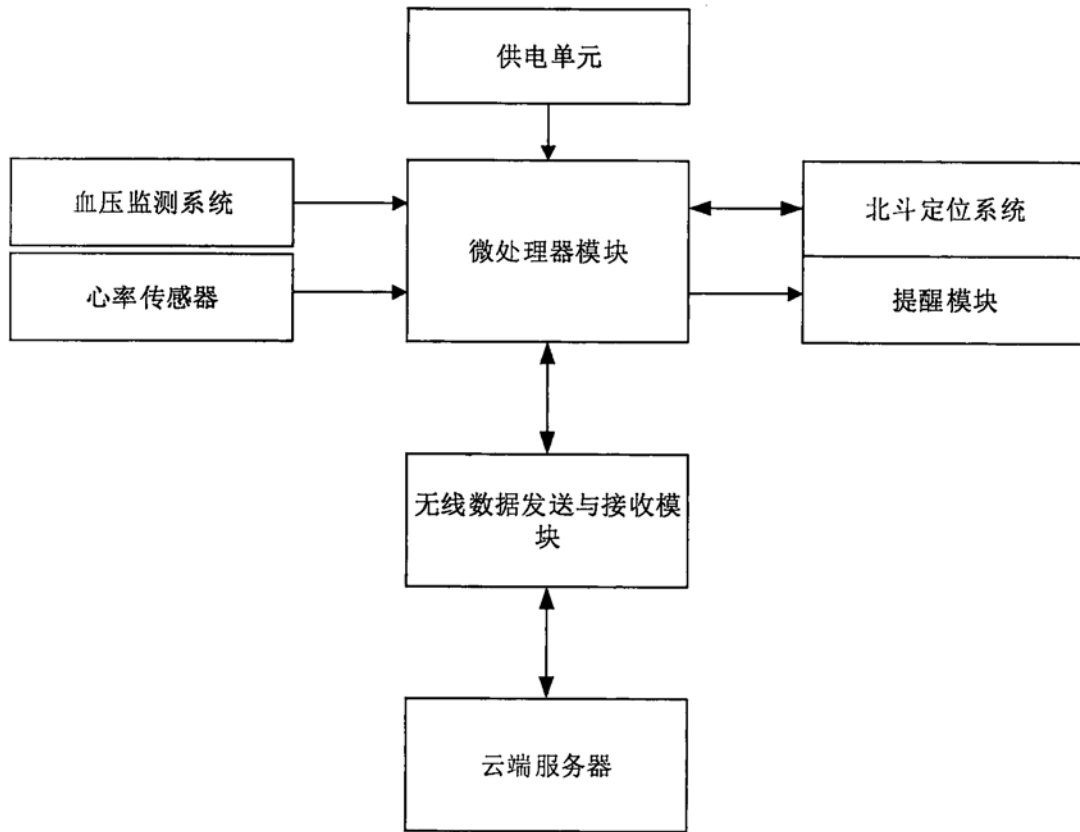 供电单元
血压监测系统
微处理器模块
北斗定位系统
心率传感器
提醒模块
无线数据发送与接收模
块
云端服务器